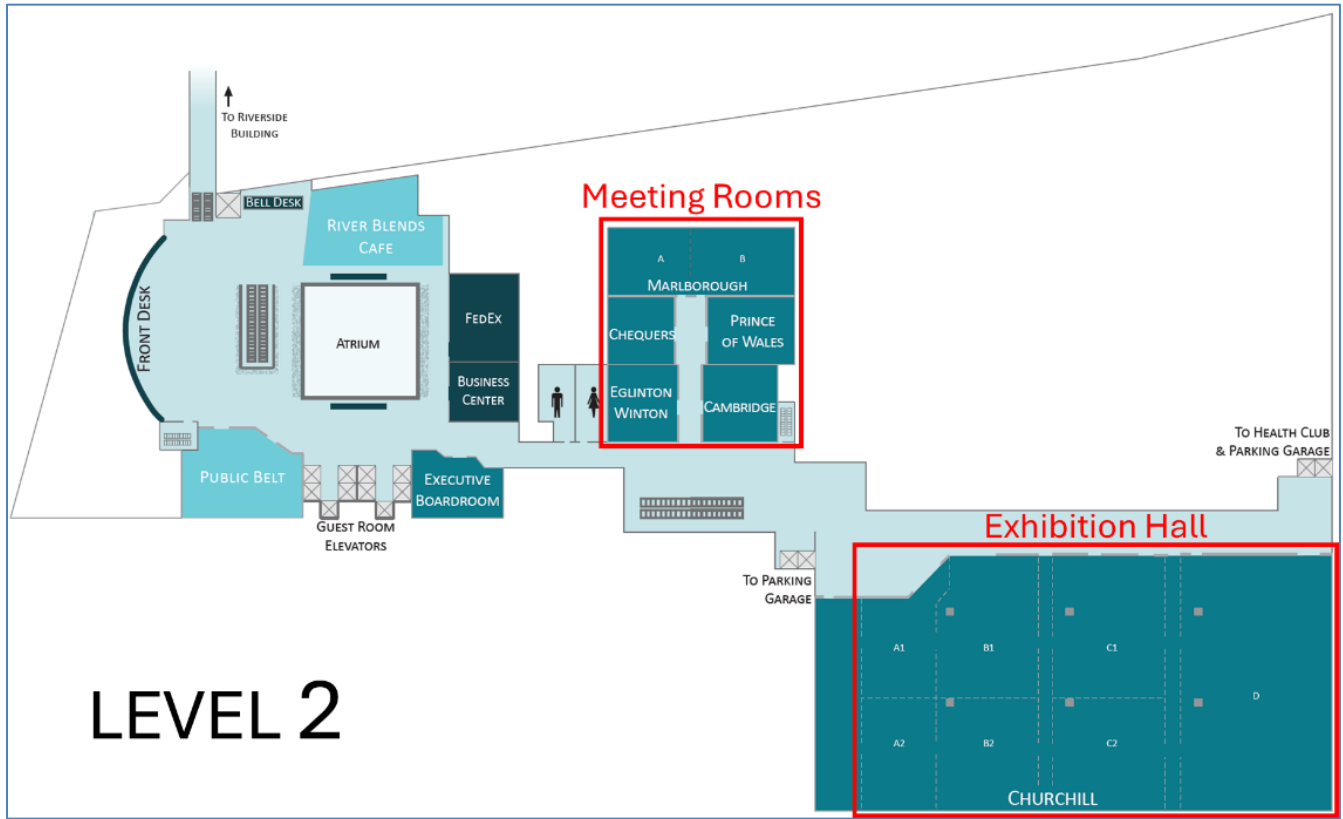 To Riverside
Building
Bell Desk
River Blends
Cafe
Front Desk
Atrium
FedEx
Business
Center
Public Belt
Guest Room
Elevators
Executive
Boardroom
Meeting Rooms
A
B
Marlborough
Chequers
Prince
of Wales
Eglinton
Winton
Cambridge
To Health Club
& Parking Garage
To Parking
Garage
Exhibition Hall
A1
B1
C1
D
A2
B2
C2
Churchill
LEVEL 2